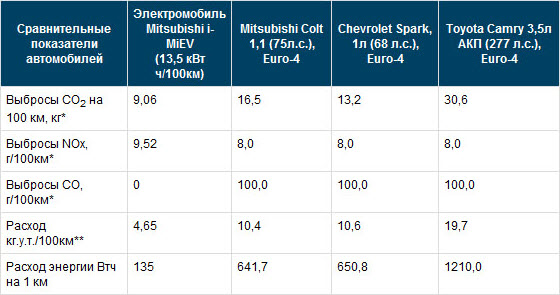 Сравнительные показатели автомобилей
Электромобиль Mitsubishi i-MiEV (13,5 кВт ч/100км)
Mitsubishi Colt 1,1 (75л.с.), Euro-4
Chevrolet Spark, 1л (68 л.с.), Euro-4
Toyota Camry 3,5л АКП (277 л.с.), Euro-4
Выбросы CO2 на 100 км, кг*
9,06
16,5
13,2
30,6
Выбросы NOx, г/100км*
9,52
8,0
8,0
8,0
Выбросы CO, г/100км*
0
100,0
100,0
100,0
Расход кг.у.т./100км**
4,65
10,4
10,6
19,7
Расход энергии Втч на 1 км
135
641,7
650,8
1210,0